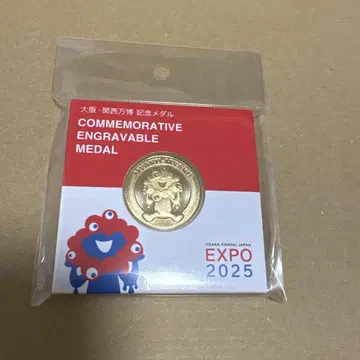 大阪・関西万博 記念メダル
COMMEMORATIVE
ENGRAVABLE
MEDAL
OSAKA, KANSAI, JAPAN
EXPO
2025